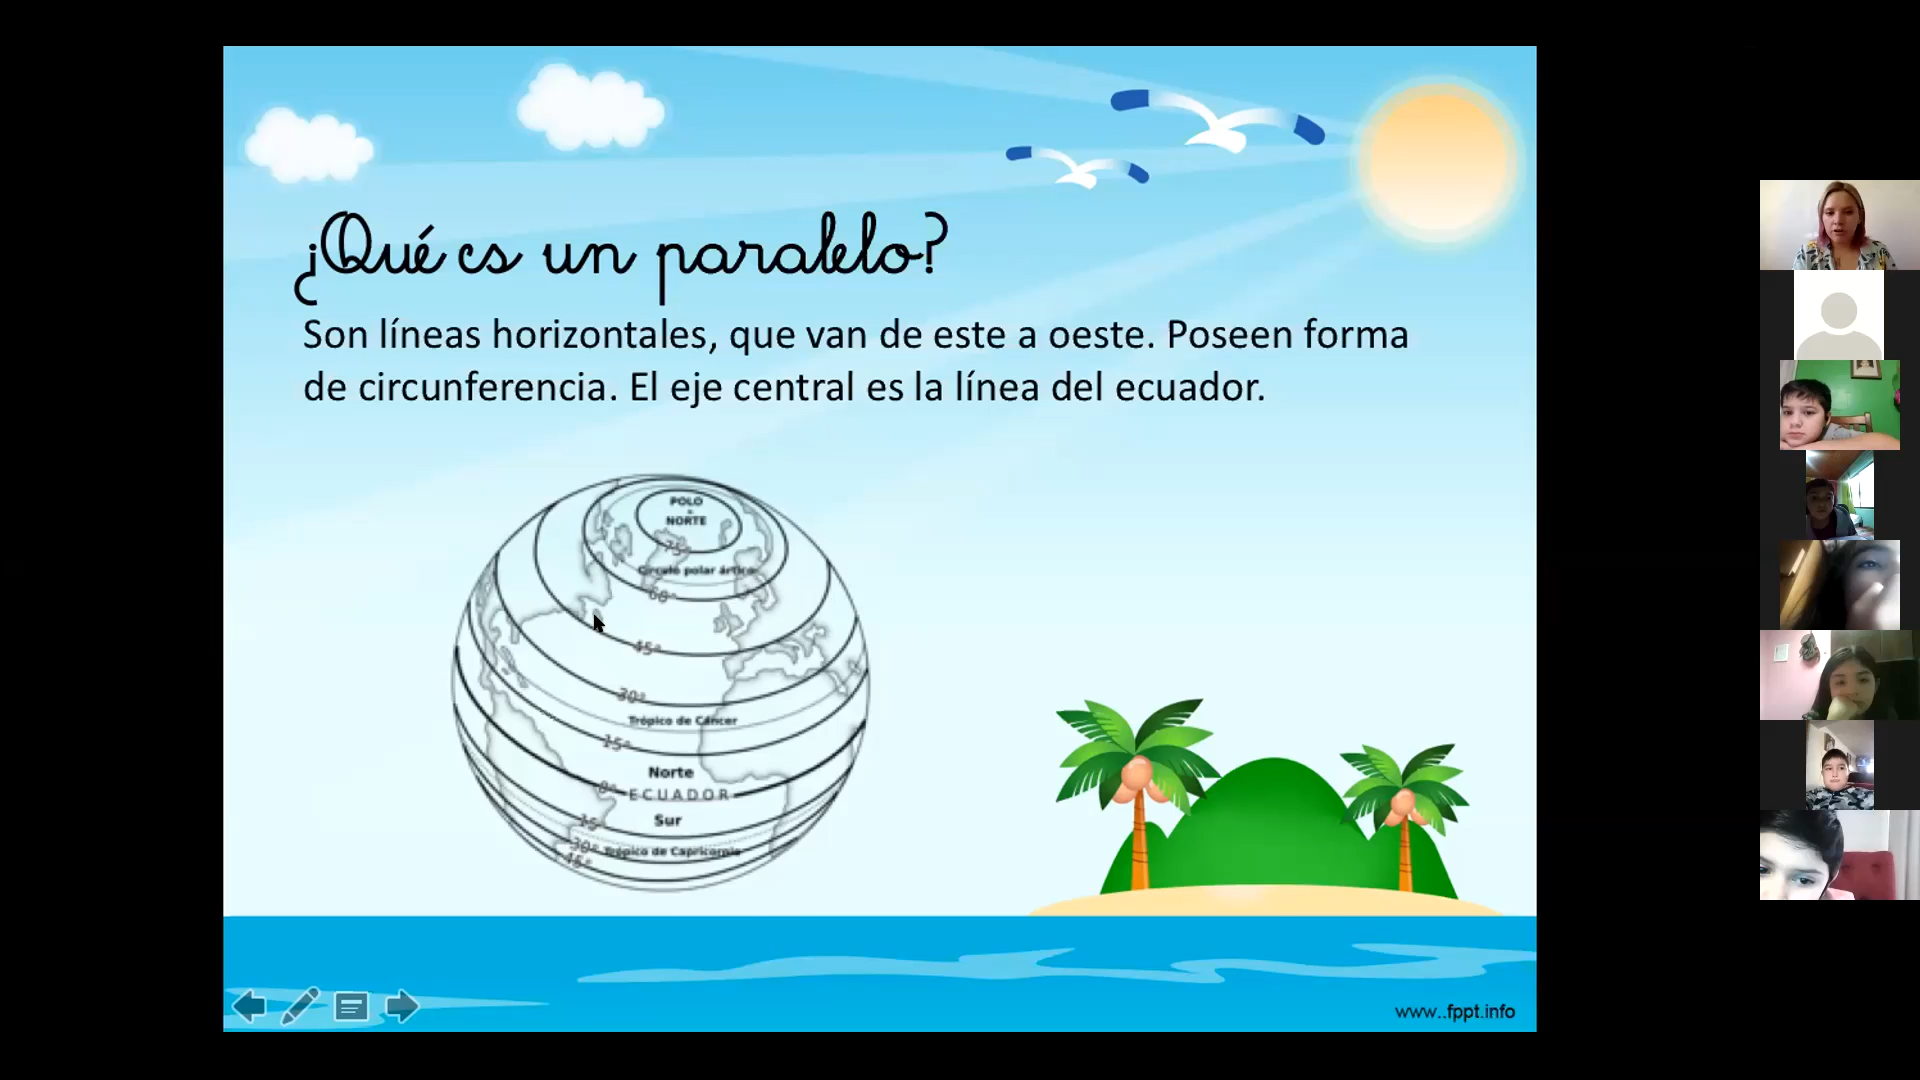 ¿Qué es un paralelo?
Son líneas horizontales, que van de este a oeste. Poseen forma
de circunferencia. El eje central es la línea del ecuador.
POLO
NORTE
75°
Círculo polar ártico
60°
45°
30°
Trópico de Cáncer
15°
Norte
0°
ECUADOR
15°
Sur
30°
Trópico de Capricornio
45°
www..fppt.info